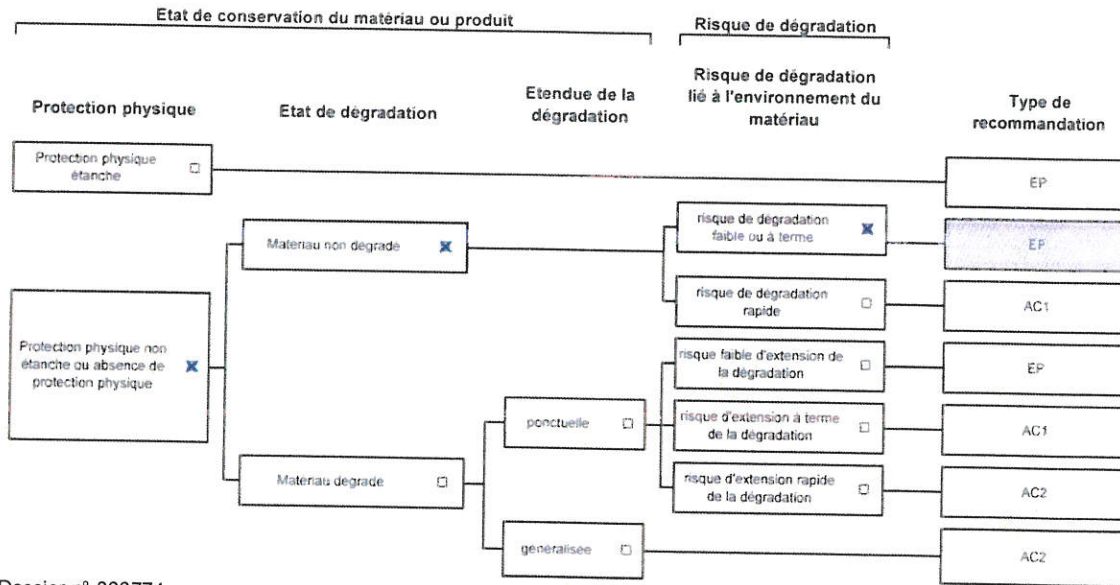 Etat de conservation du matériau ou produit
Risque de dégradation
Protection physique
Etat de dégradation
Etendue de la
dégradation
Risque de dégradation
lié à l'environnement du
matériau
Type de
recommandation
Protection physique
étanche
EP
Protection physique non
étanche ou absence de
protection physique
Materiau non degradé
risque de dégradation
faible ou à terme
EP
risque de dégradation
rapide
AC1
Materiau dégradé
ponctuelle
risque faible d'extension de
la dégradation
EP
risque d'extension à terme
de la dégradation
AC1
risque d'extension rapide
de la dégradation
AC2
généralisée
AC2